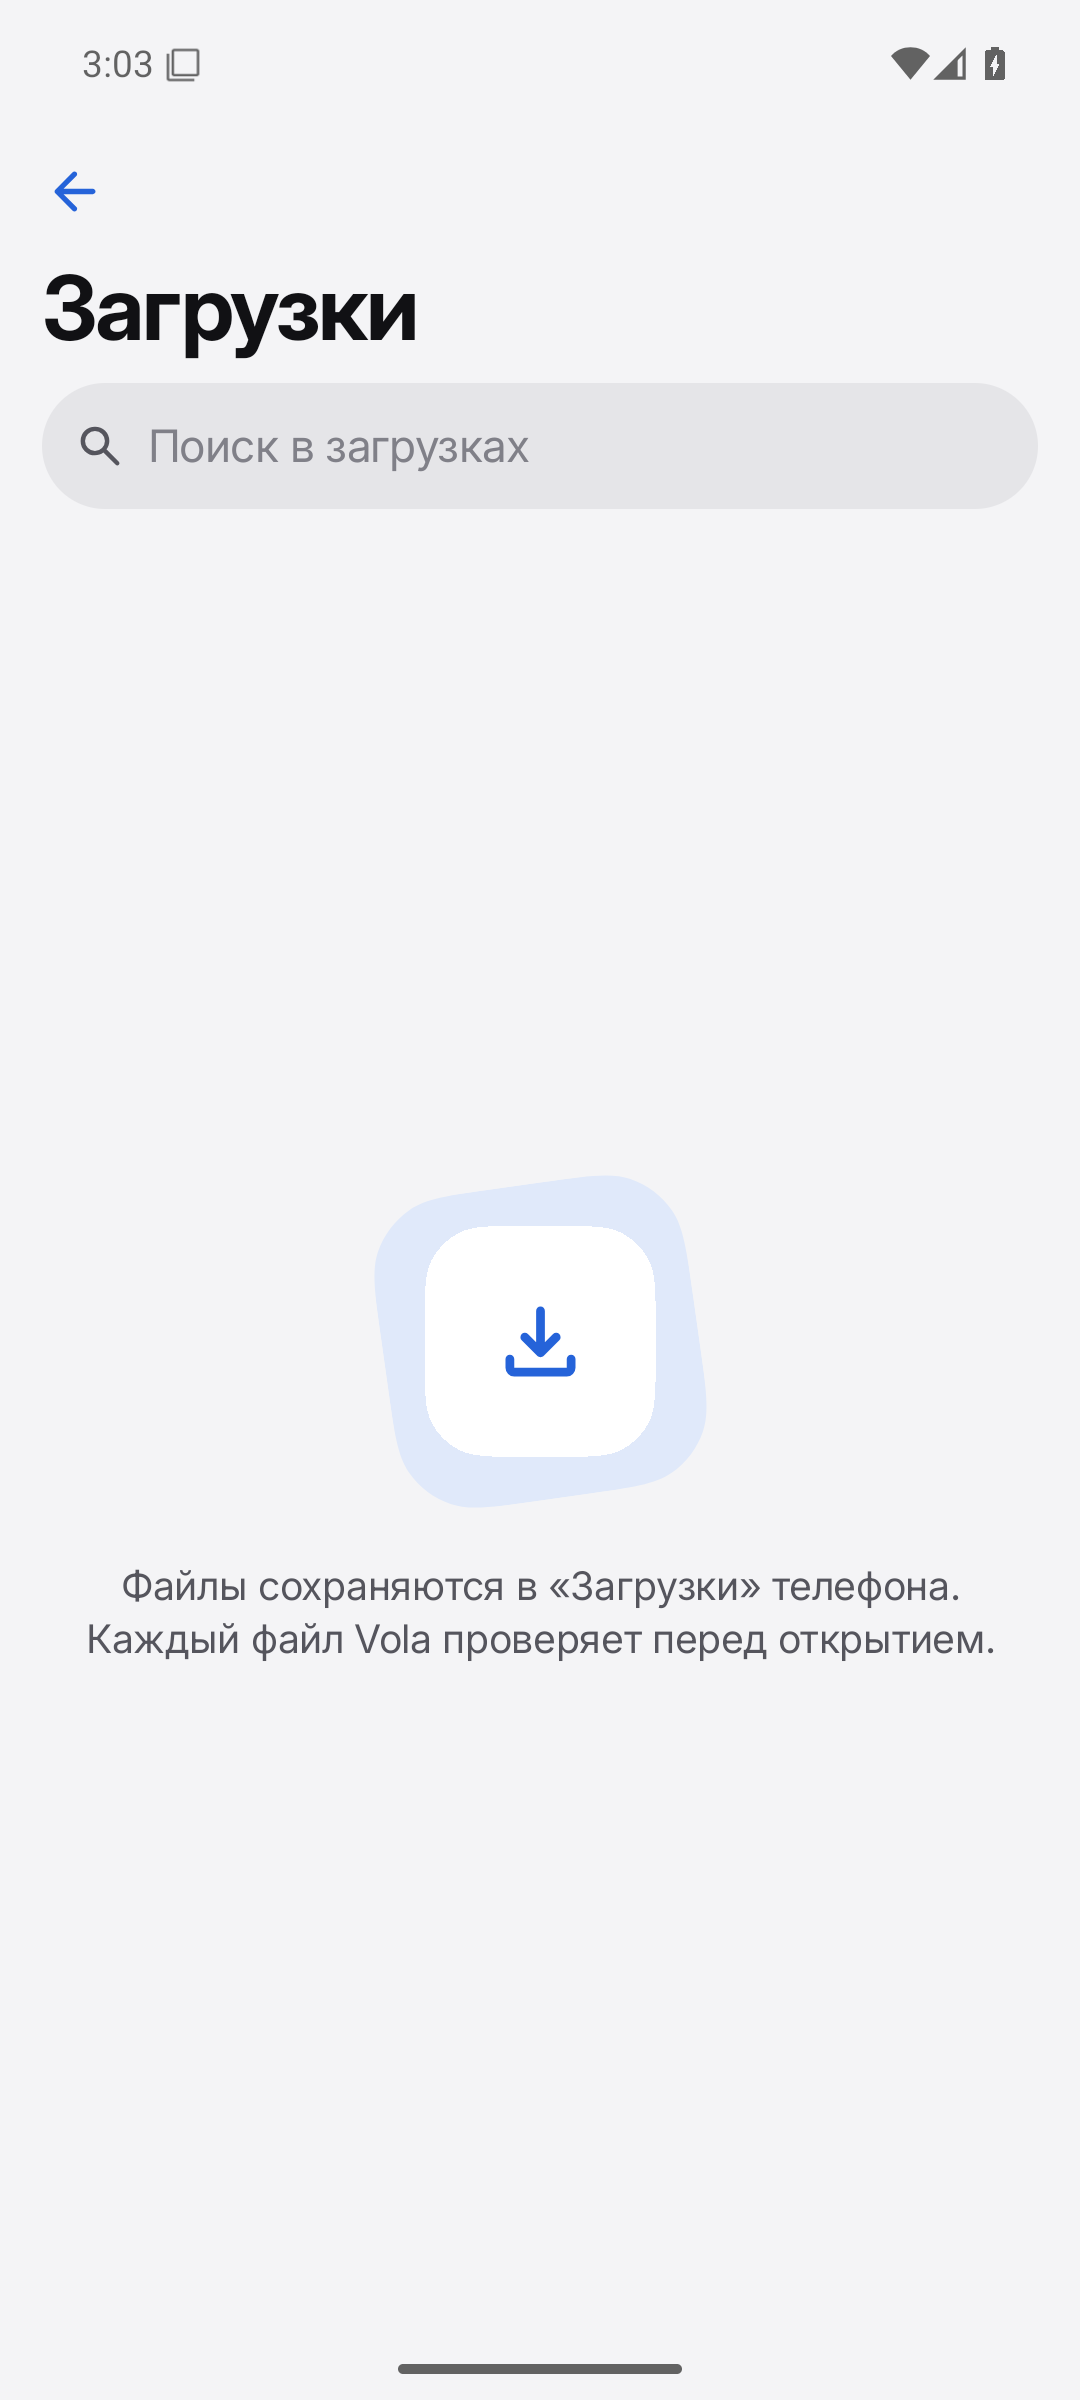 3:03
Загрузки
Поиск в загрузках
Файлы сохраняются в «Загрузки» телефона.
Каждый файл Vola проверяет перед открытием.